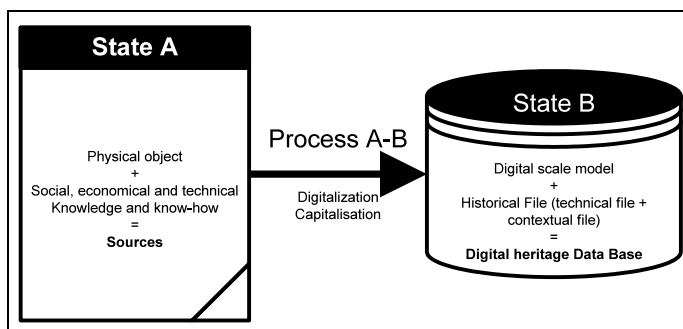 State A
Physical object
+
Social, economical and technical
Knowledge and know-how
=
Sources
Process A-B
Digitalization
Capitalisation
State B
Digital scale model
+
Historical File (technical file +
contextual file)
=
Digital heritage Data Base